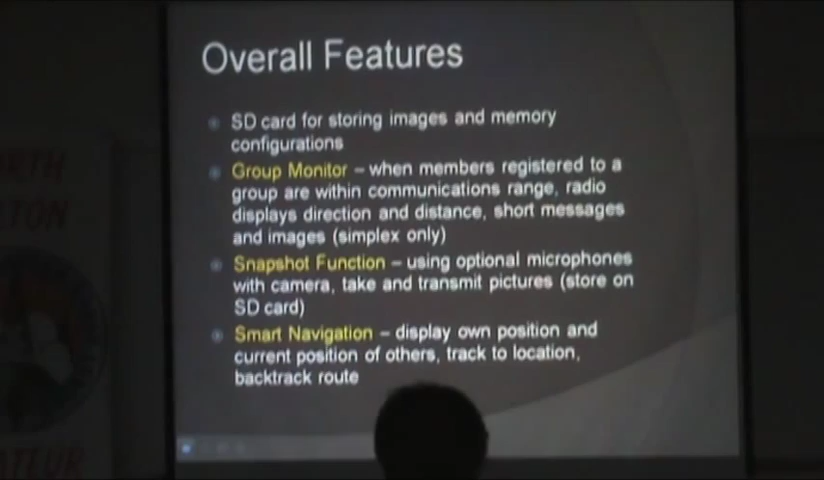 Overall Features
SD card for storing images and memory
configurations
Group Monitor – when members registered to a
group are within communications range, radio
displays direction and distance, short messages
and images (simplex only)
Snapshot Function – using optional microphones
with camera, take and transmit pictures (store on
SD card)
Smart Navigation – display own position and
current position of others, track to location,
backtrack route